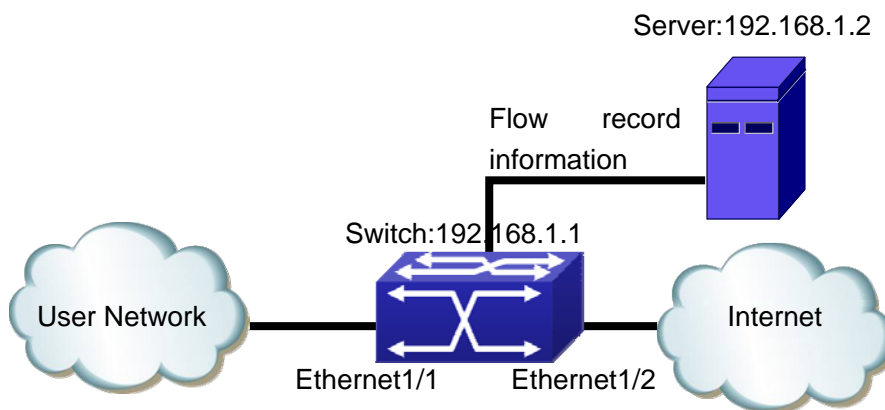 Server:192.168.1.2
Flow record
information
Switch:192.168.1.1
User Network
Internet
Ethernet1/1
Ethernet1/2